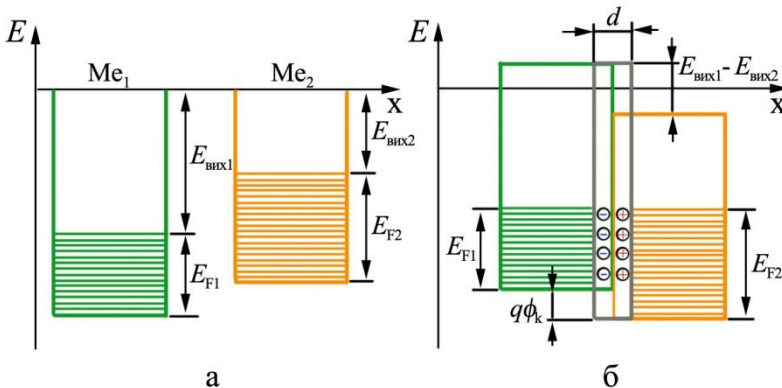 E
Me₁
Me₂
x
Eвих1
Eвих2
EF1
EF2
а
E
d
Eвих1- Eвих2
x
EF1
EF2
qϕк
б